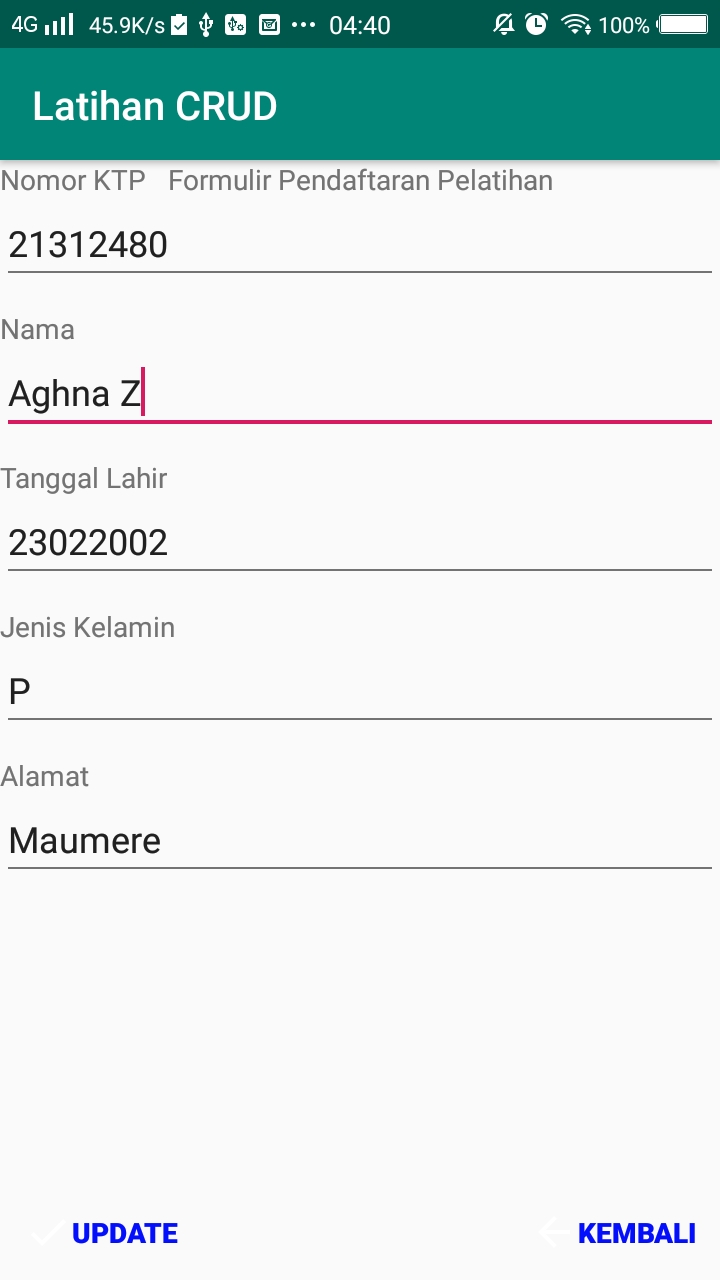 4G 45.9K/s ... 04:40 100%
Latihan CRUD
Nomor KTP Formulir Pendaftaran Pelatihan
21312480
Nama
Aghna Z
Tanggal Lahir
23022002
Jenis Kelamin
P
Alamat
Maumere
UPDATE KEMBALI